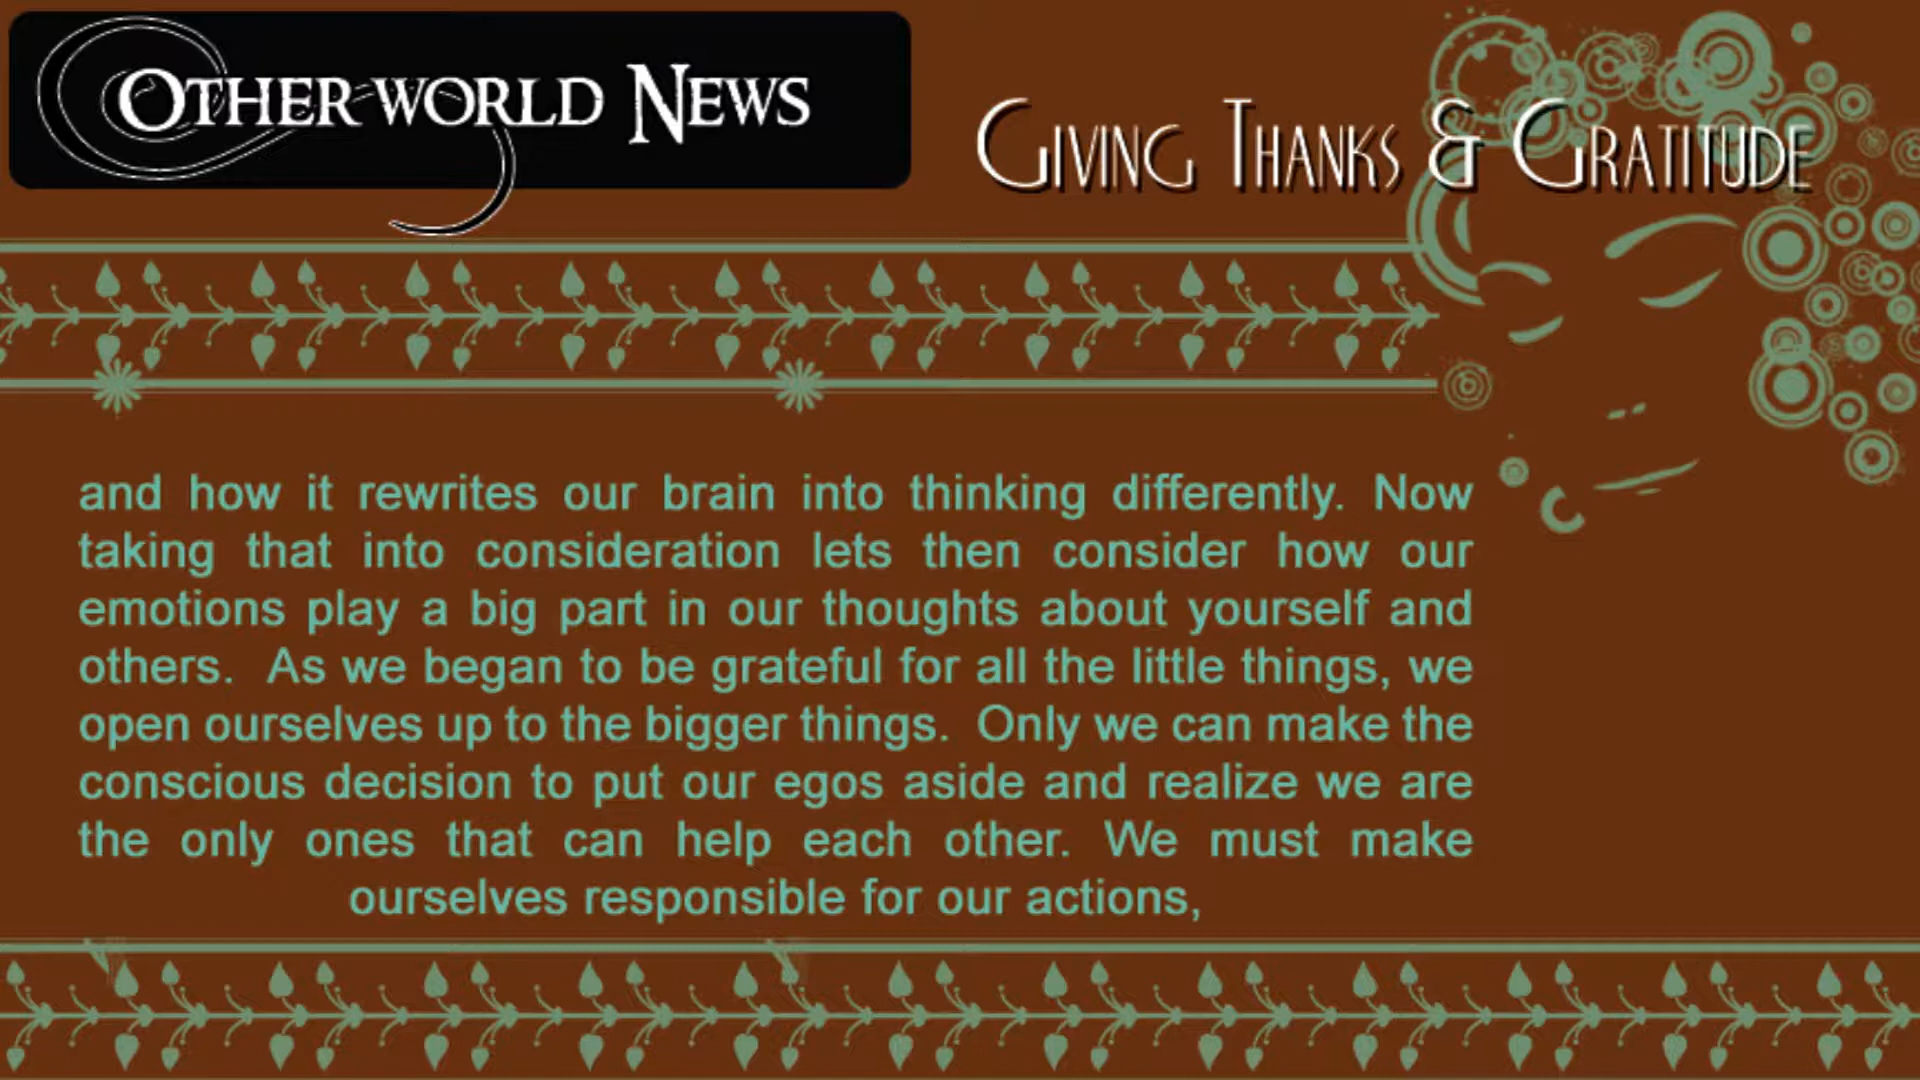 OTHERWORLD NEWS
GIVING THANKS & GRATITUDE
and how it rewrites our brain into thinking differently. Now
taking that into consideration lets then consider how our
emotions play a big part in our thoughts about yourself and
others. As we began to be grateful for all the little things, we
open ourselves up to the bigger things. Only we can make the
conscious decision to put our egos aside and realize we are
the only ones that can help each other. We must make
ourselves responsible for our actions,